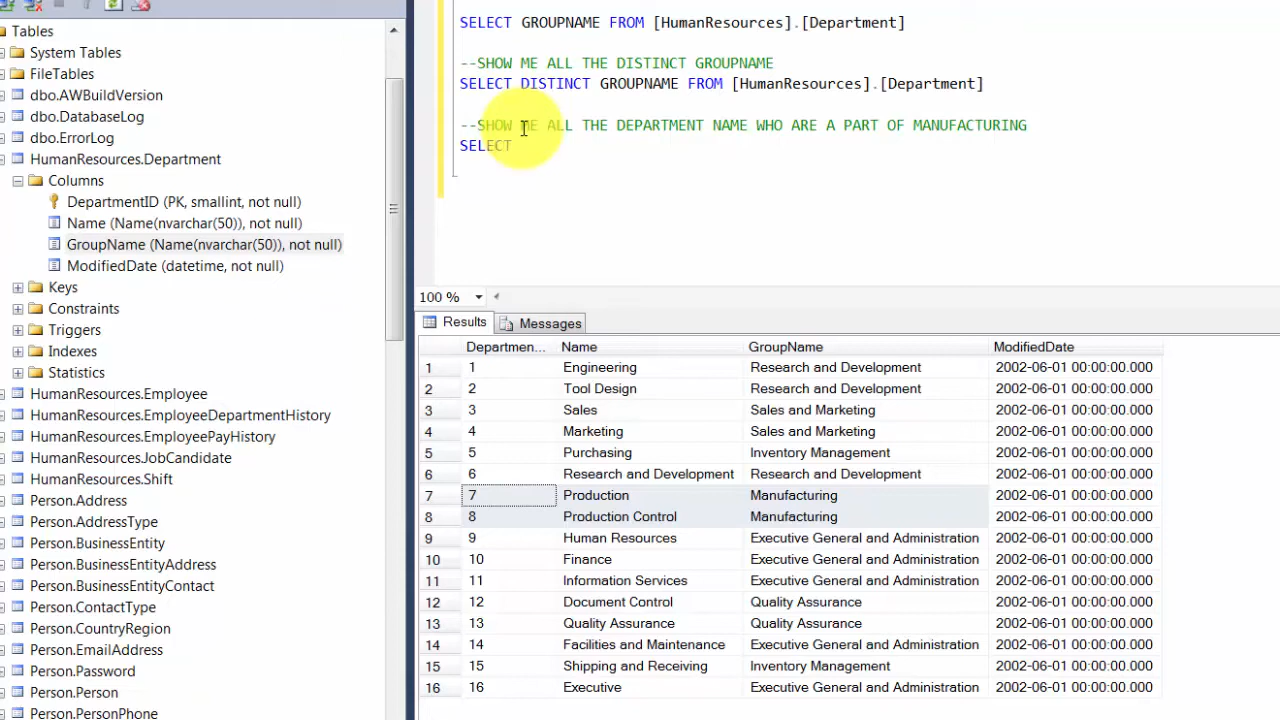 Tables
System Tables
FileTables
dbo.AWBuildVersion
dbo.DatabaseLog
dbo.ErrorLog
HumanResources.Department
Columns
DepartmentID (PK, smallint, not null)
Name (Name(nvarchar(50)), not null)
GroupName (Name(nvarchar(50)), not null)
ModifiedDate (datetime, not null)
Keys
Constraints
Triggers
Indexes
Statistics
HumanResources.Employee
HumanResources.EmployeeDepartmentHistory
HumanResources.EmployeePayHistory
HumanResources.JobCandidate
HumanResources.Shift
Person.Address
Person.AddressType
Person.BusinessEntity
Person.BusinessEntityAddress
Person.BusinessEntityContact
Person.ContactType
Person.CountryRegion
Person.EmailAddress
Person.Password
Person.Person
Person.PersonPhone
SELECT GROUPNAME FROM [HumanResources].[Department]
--SHOW ME ALL THE DISTINCT GROUPNAME
SELECT DISTINCT GROUPNAME FROM [HumanResources].[Department]
--SHOW ME ALL THE DEPARTMENT NAME WHO ARE A PART OF MANUFACTURING
SELECT
100 %
Results Messages
Departmen... Name GroupName ModifiedDate
1 1 Engineering Research and Development 2002-06-01 00:00:00.000
2 2 Tool Design Research and Development 2002-06-01 00:00:00.000
3 3 Sales Sales and Marketing 2002-06-01 00:00:00.000
4 4 Marketing Sales and Marketing 2002-06-01 00:00:00.000
5 5 Purchasing Inventory Management 2002-06-01 00:00:00.000
6 6 Research and Development Research and Development 2002-06-01 00:00:00.000
7 7 Production Manufacturing 2002-06-01 00:00:00.000
8 8 Production Control Manufacturing 2002-06-01 00:00:00.000
9 9 Human Resources Executive General and Administration 2002-06-01 00:00:00.000
10 10 Finance Executive General and Administration 2002-06-01 00:00:00.000
11 11 Information Services Executive General and Administration 2002-06-01 00:00:00.000
12 12 Document Control Quality Assurance 2002-06-01 00:00:00.000
13 13 Quality Assurance Quality Assurance 2002-06-01 00:00:00.000
14 14 Facilities and Maintenance Executive General and Administration 2002-06-01 00:00:00.000
15 15 Shipping and Receiving Inventory Management 2002-06-01 00:00:00.000
16 16 Executive Executive General and Administration 2002-06-01 00:00:00.000